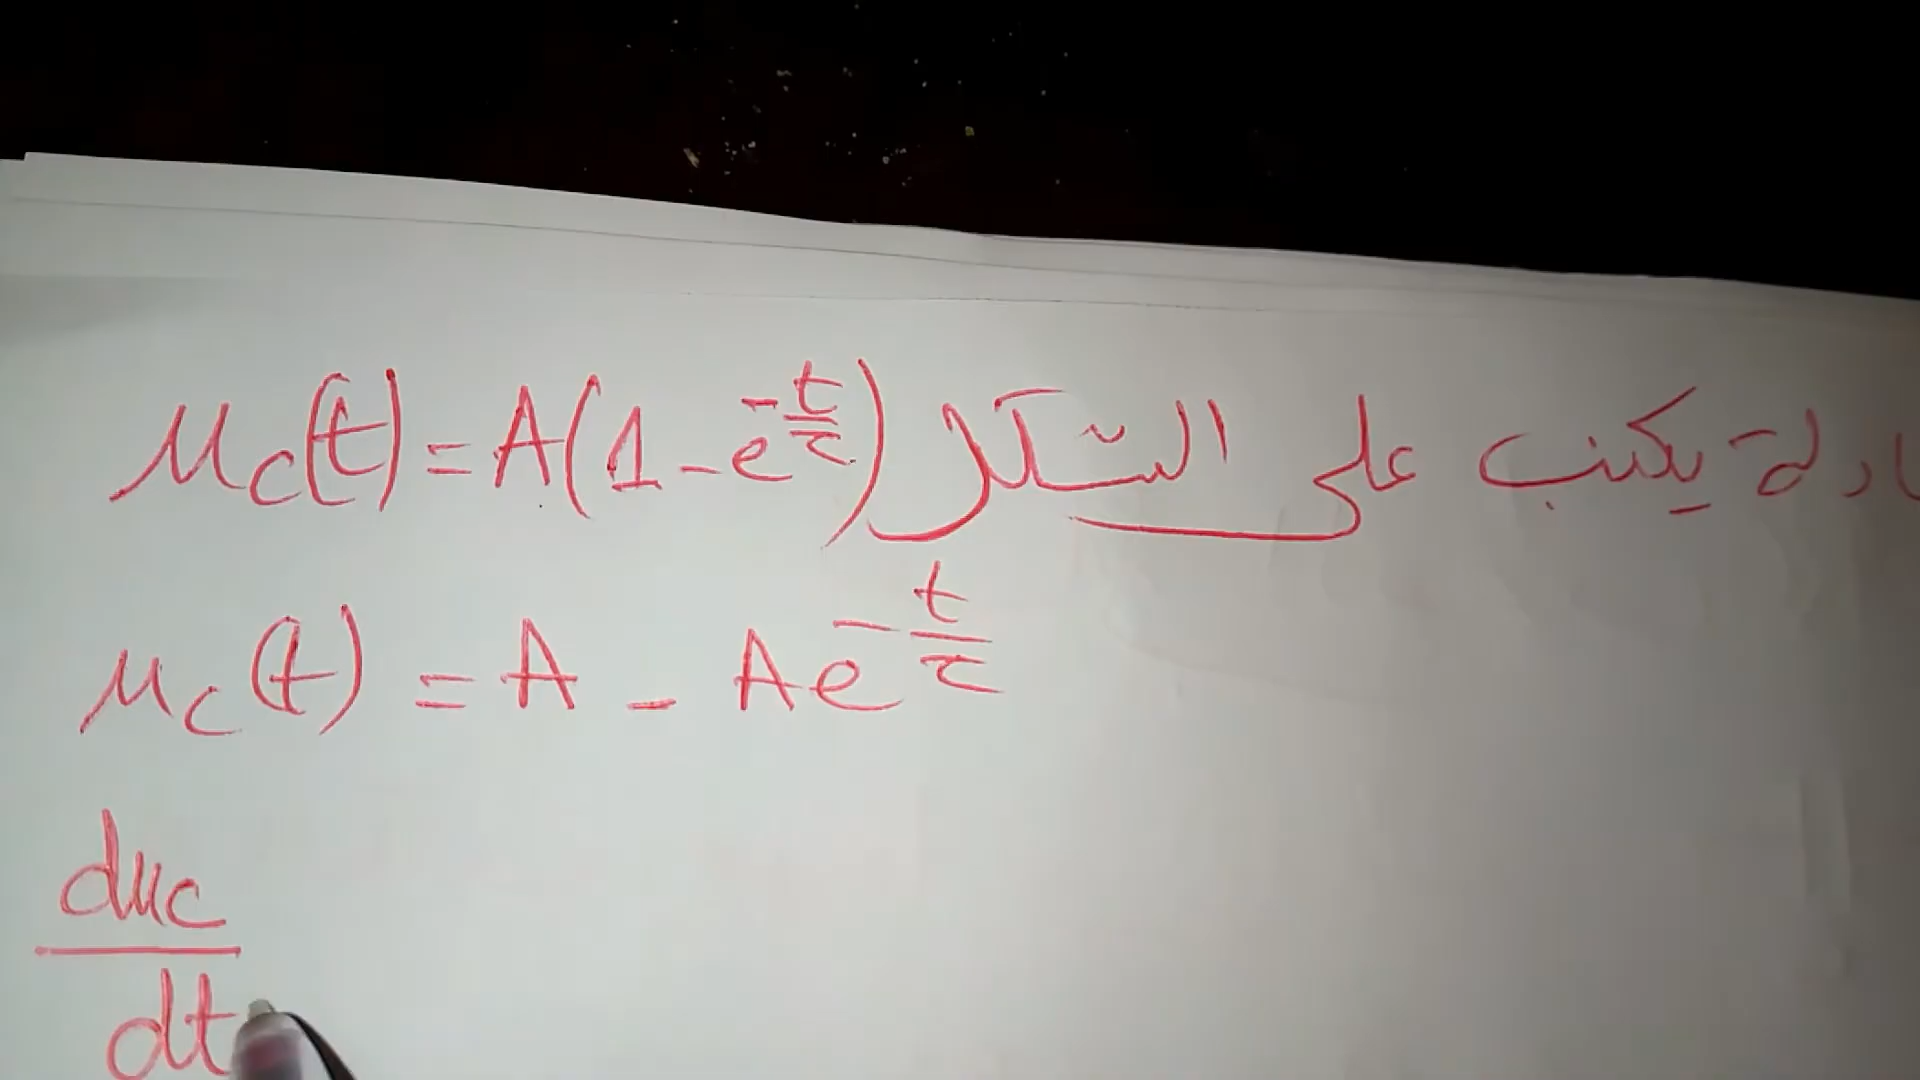 يكتب على الشكل uc(t) = A(1 - e^(-t/τ))
uc(t) = A - Ae^(-t/τ)
duc/dt